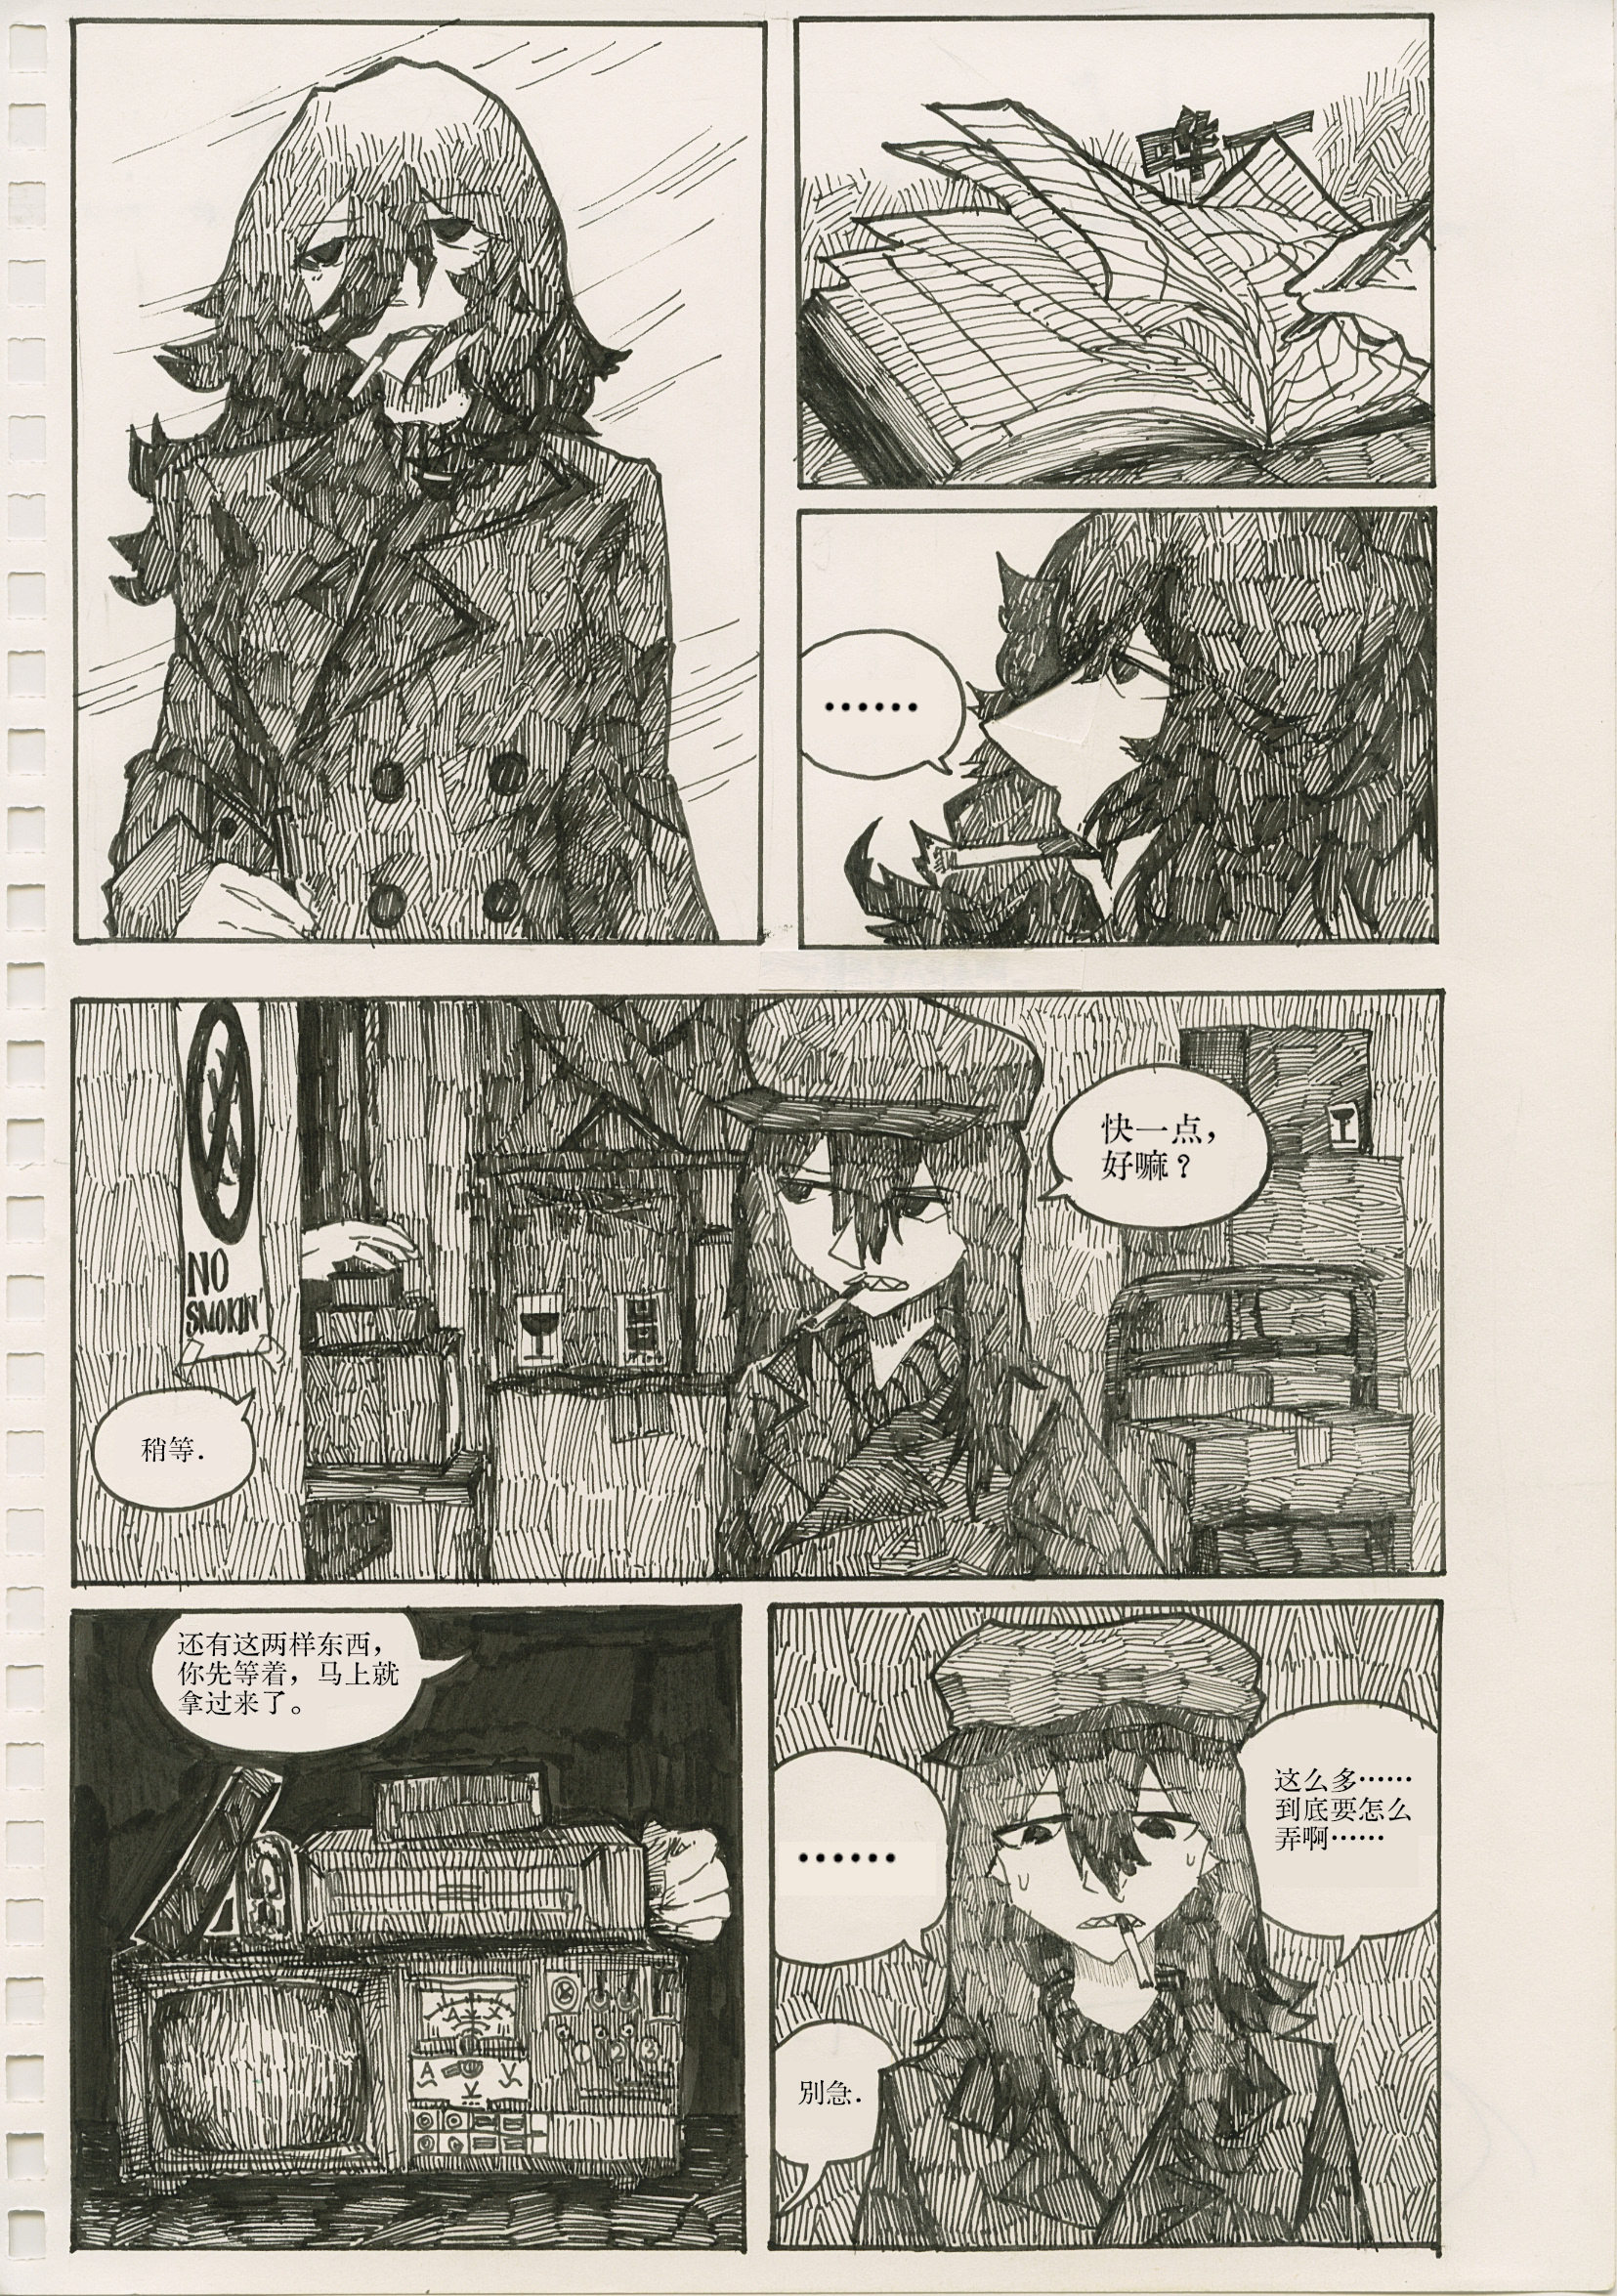 哗—
……
快一点，
好嘛？
NO
SMOKIN'
稍等.
还有这两样东西，
你先等着，马上就
拿过来了。
这么多……
到底要怎么
弄啊……
……
别急.
A V
V